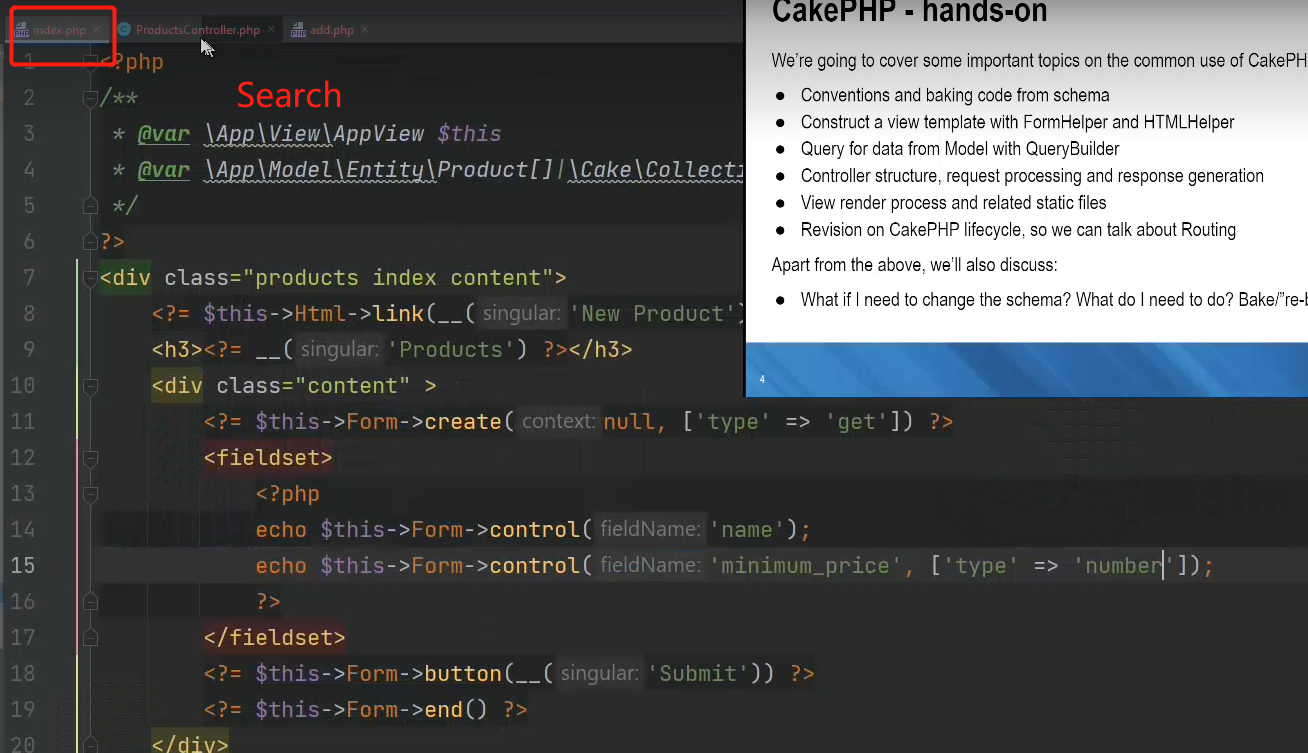 index.php
ProductsController.php
add.php
Search
1 <?php
2 /**
3 * @var \App\View\AppView $this
4 * @var \App\Model\Entity\Product[]|\Cake\Collecti
5 */
6 ?>
7 <div class="products index content">
8 <?= $this->Html->link(__( singular: 'New Product')
9 <h3><?= __( singular: 'Products') ?></h3>
10 <div class="content" >
11 <?= $this->Form->create( context: null, ['type' => 'get']) ?>
12 <fieldset>
13 <?php
14 echo $this->Form->control( fieldName: 'name');
15 echo $this->Form->control( fieldName: 'minimum_price', ['type' => 'number']);
16 ?>
17 </fieldset>
18 <?= $this->Form->button(__( singular: 'Submit')) ?>
19 <?= $this->Form->end() ?>
20 </div>
CakePHP - hands-on
We're going to cover some important topics on the common use of CakePH
● Conventions and baking code from schema
● Construct a view template with FormHelper and HTMLHelper
● Query for data from Model with QueryBuilder
● Controller structure, request processing and response generation
● View render process and related static files
● Revision on CakePHP lifecycle, so we can talk about Routing
Apart from the above, we'll also discuss:
● What if I need to change the schema? What do I need to do? Bake/"re-b
4